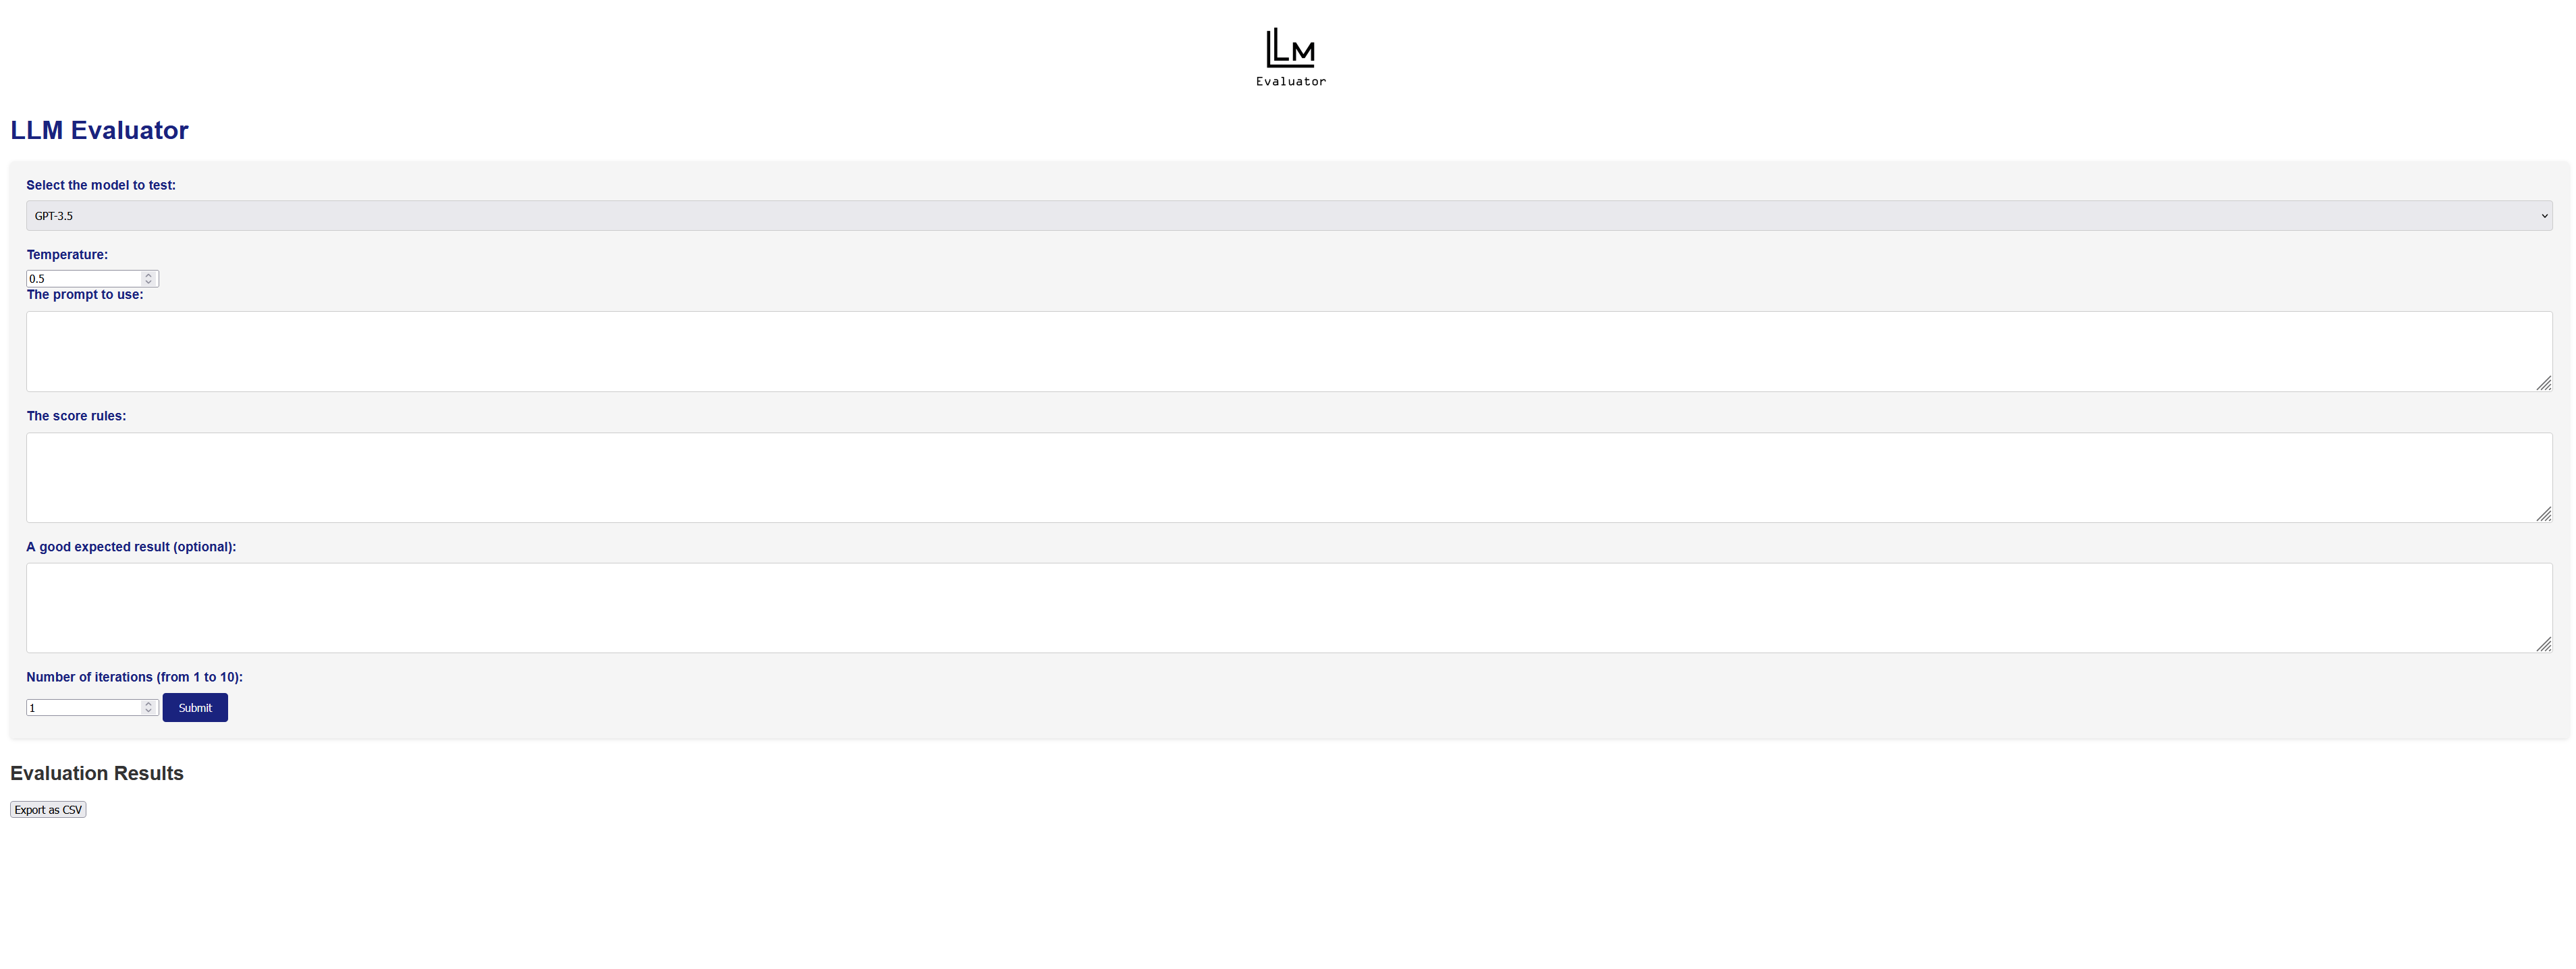 LLM
Evaluator
LLM Evaluator
Select the model to test:
GPT-3.5
Temperature:
0.5
The prompt to use:
The score rules:
A good expected result (optional):
Number of iterations (from 1 to 10):
1 Submit
Evaluation Results
Export as CSV